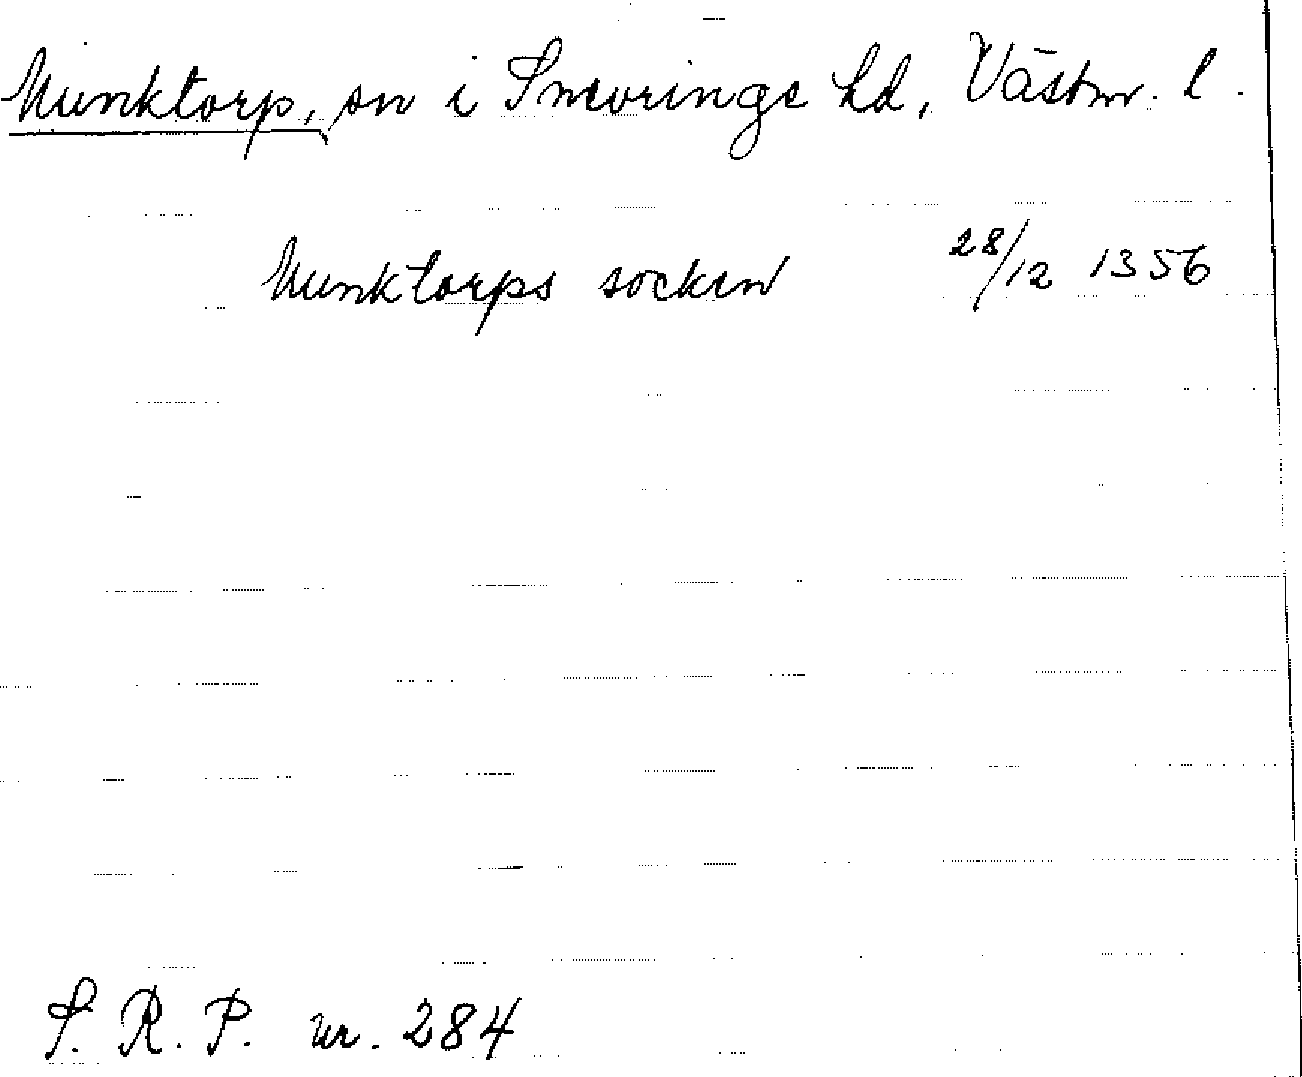 Munktorp, sn i Snevringe hd, Västm. l.
Munktorps socken 28/12 1356
S. R. P. nr. 284